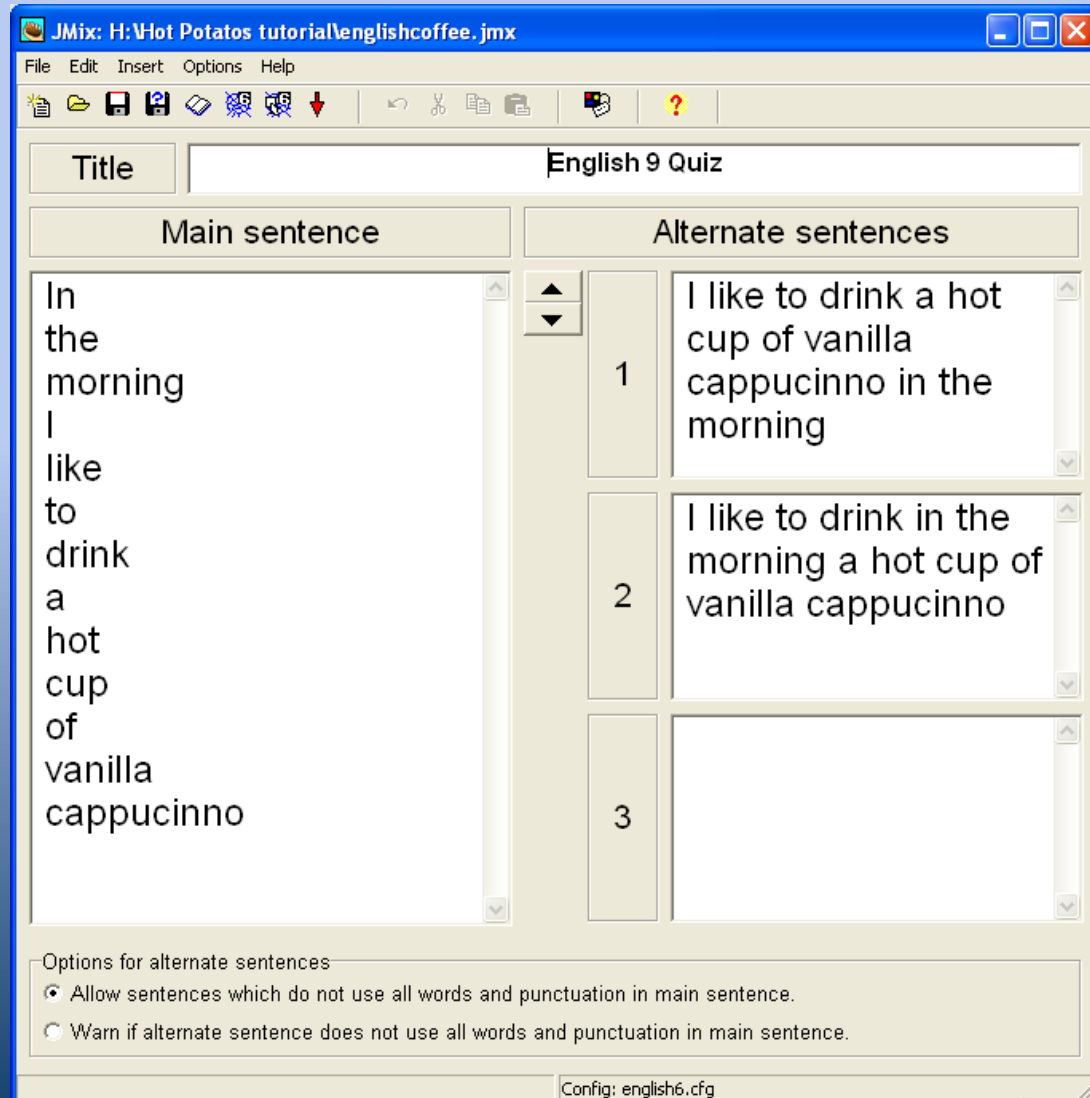 JMix: H:\Hot Potatos tutorial\englishcoffee.jmx
File Edit Insert Options Help
Title
English 9 Quiz
Main sentence
Alternate sentences
In
the
morning
I
like
to
drink
a
hot
cup
of
vanilla
cappucinno
1
I like to drink a hot
cup of vanilla
cappucinno in the
morning
2
I like to drink in the
morning a hot cup of
vanilla cappucinno
3
Options for alternate sentences
Allow sentences which do not use all words and punctuation in main sentence.
Warn if alternate sentence does not use all words and punctuation in main sentence.
Config: english6.cfg